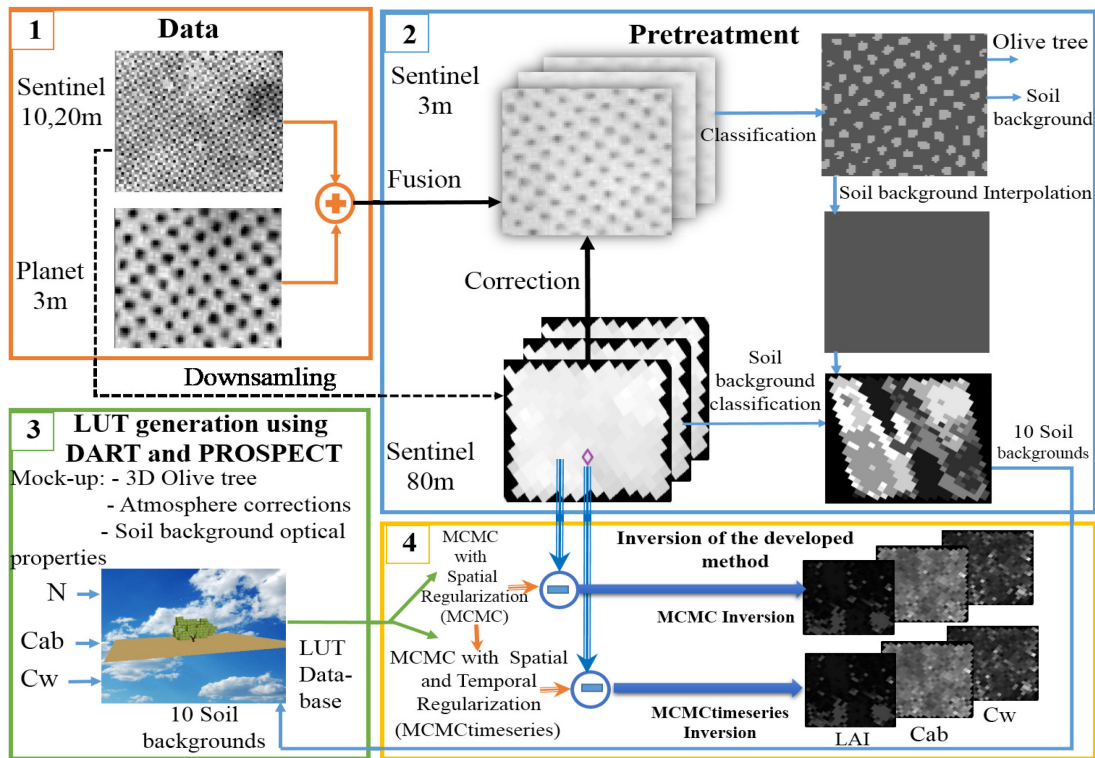 1
Data
Sentinel
10,20m
Planet
3m
Fusion
Downsamling
2
Pretreatment
Sentinel
3m
Classification
Olive tree
Soil
background
Soil background Interpolation
Correction
Soil
background
classification
Sentinel
80m
10 Soil
backgrounds
3
LUT generation using
DART and PROSPECT
Mock-up: - 3D Olive tree
- Atmosphere corrections
- Soil background optical
properties
N
Cab
Cw
LUT
Data-
base
10 Soil
backgrounds
4
Inversion of the developed
method
MCMC
with
Spatial
Regularization
(MCMC)
MCMC Inversion
MCMC with Spatial
and Temporal
Regularization
(MCMCtimeseries)
MCMCtimeseries
Inversion
LAI
Cab
Cw